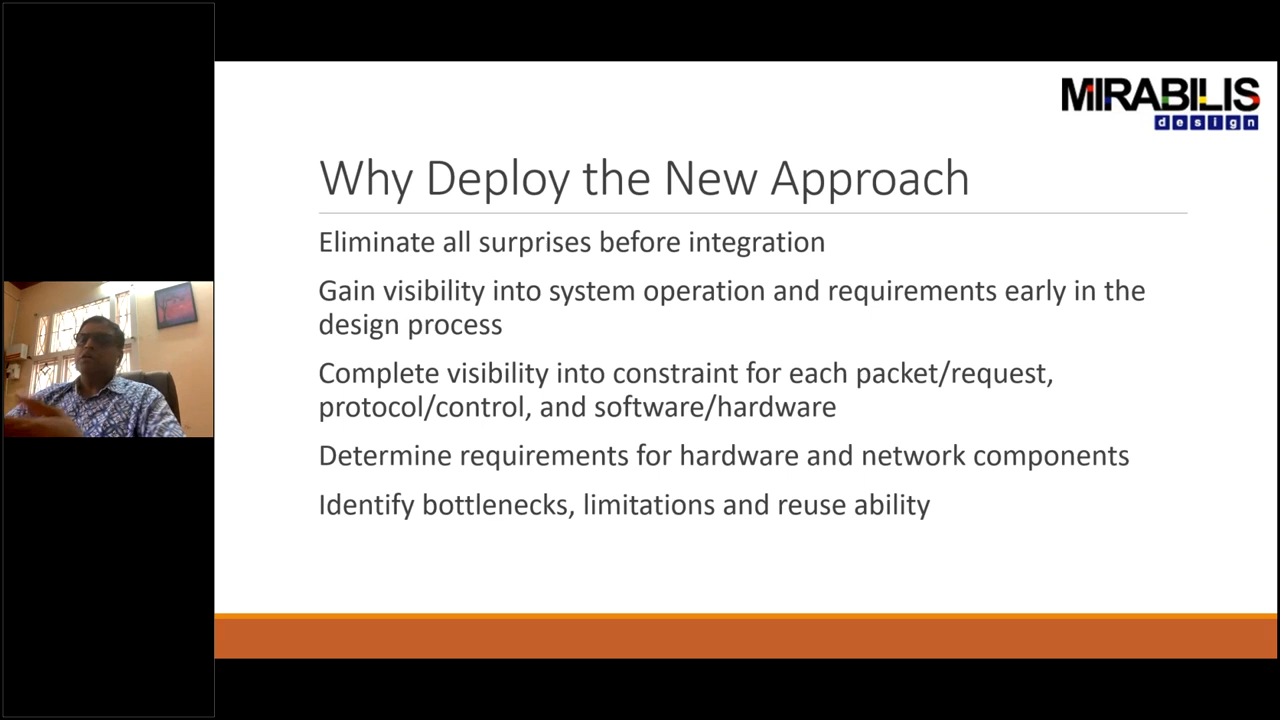 MIRABILIS
design
Why Deploy the New Approach
Eliminate all surprises before integration
Gain visibility into system operation and requirements early in the
design process
Complete visibility into constraint for each packet/request,
protocol/control, and software/hardware
Determine requirements for hardware and network components
Identify bottlenecks, limitations and reuse ability